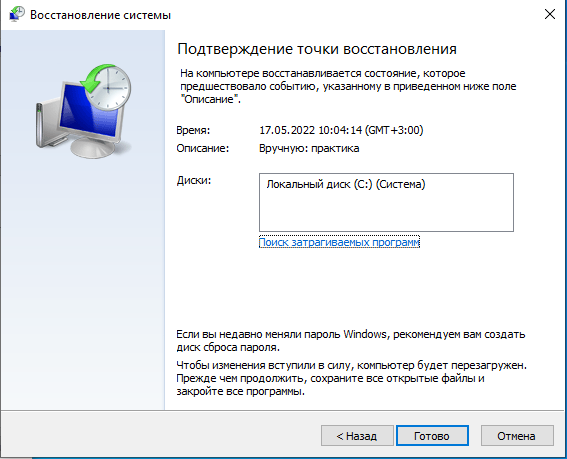 Восстановление системы
Подтверждение точки восстановления
На компьютере восстанавливается состояние, которое
предшествовало событию, указанному в приведенном ниже поле
"Описание".
Время: 17.05.2022 10:04:14 (GMT+3:00)
Описание: Вручную: практика
Диски: Локальный диск (C:) (Система)
Поиск затрагиваемых программ
Если вы недавно меняли пароль Windows, рекомендуем вам создать
диск сброса пароля.
Чтобы изменения вступили в силу, компьютер будет перезагружен.
Прежде чем продолжить, сохраните все открытые файлы и
закройте все программы.
< Назад Готово Отмена